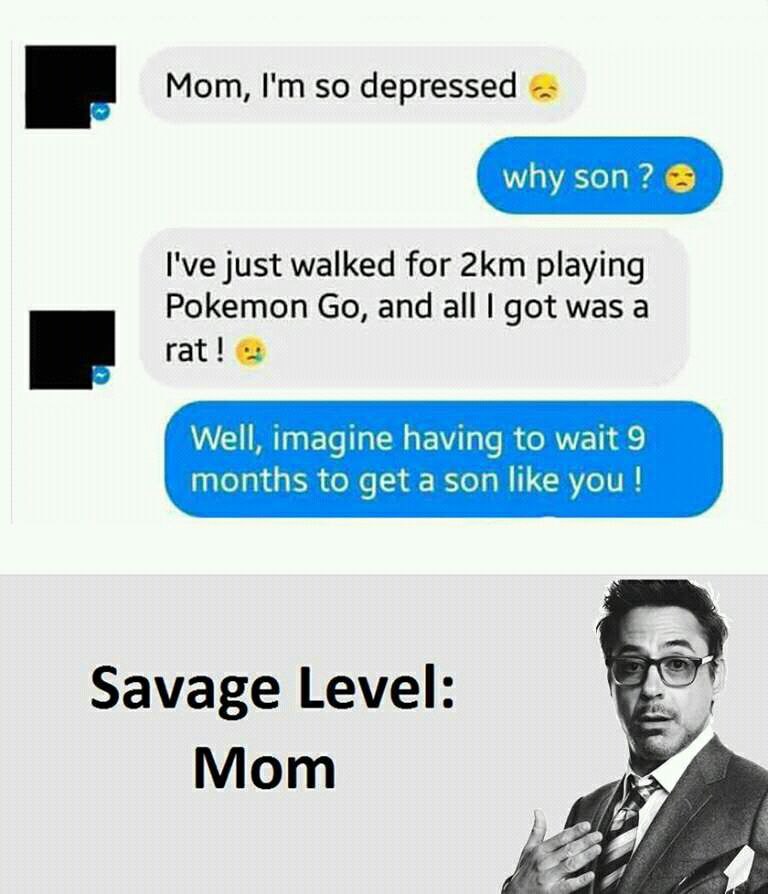 Mom, I'm so depressed 😞
why son ? 😒
I've just walked for 2km playing
Pokemon Go, and all I got was a
rat ! 😢
Well, imagine having to wait 9
months to get a son like you !
Savage Level:
Mom